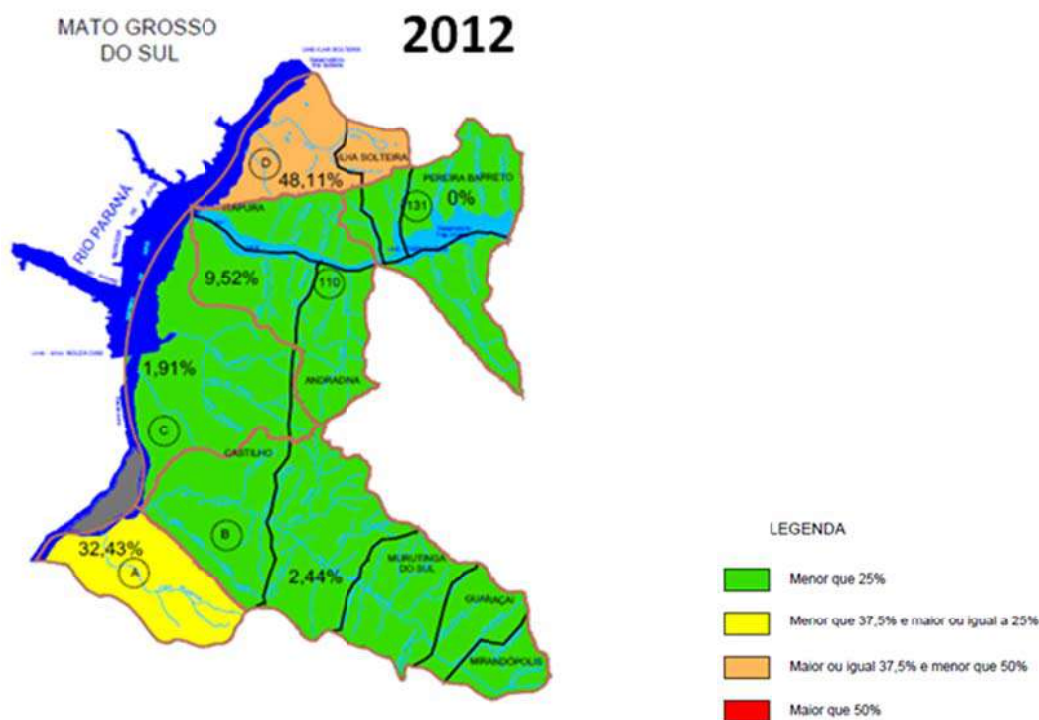 MATO GROSSO
DO SUL
2012
RIO PARANÁ
D
48,11%
ILHA SOLTEIRA
PEREIRA BARRETO
0%
131
ITAPURA
9,52%
110
1,91%
ANDRADINA
C
CASTILHO
B
32,43%
A
2,44%
MURUTINGA
DO SUL
GUARAÇAI
MIRANDÓPOLIS
LEGENDA
Menor que 25%
Menor que 37,5% e maior ou igual a 25%
Maior ou igual 37,5% e menor que 50%
Maior que 50%